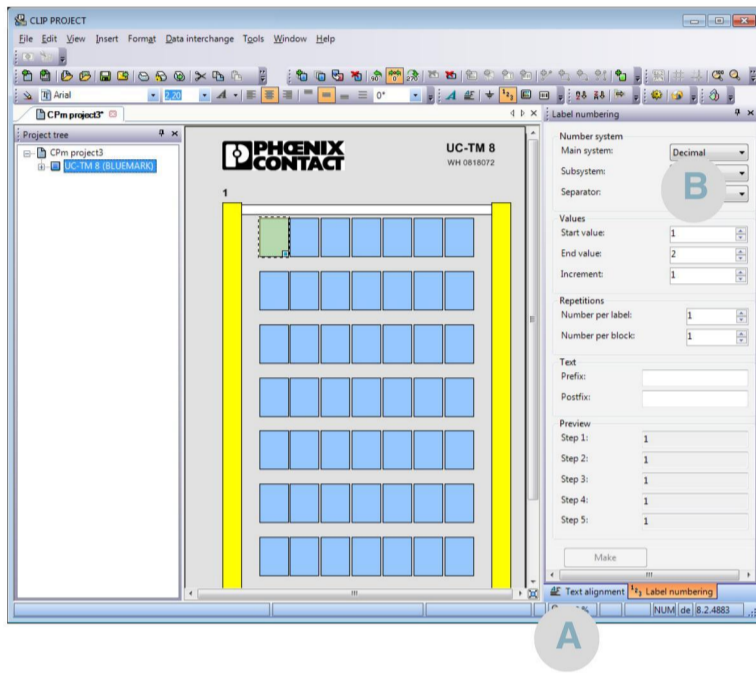 CLIP PROJECT
File Edit View Insert Format Data interchange Tools Window Help
Arial 2,20 0°
CPm project3*
Label numbering
Project tree
CPm project3
UC-TM 8 (BLUEMARK)
PHŒNIX
CONTACT
UC-TM 8
WH 0818072
1
Number system
Main system: Decimal
Subsystem:
Separator:
B
Values
Start value: 1
End value: 2
Increment: 1
Repetitions
Number per label: 1
Number per block: 1
Text
Prefix:
Postfix:
Preview
Step 1: 1
Step 2: 1
Step 3: 1
Step 4: 1
Step 5: 1
Make
Text alignment Label numbering
NUM de 8.2.4883
A